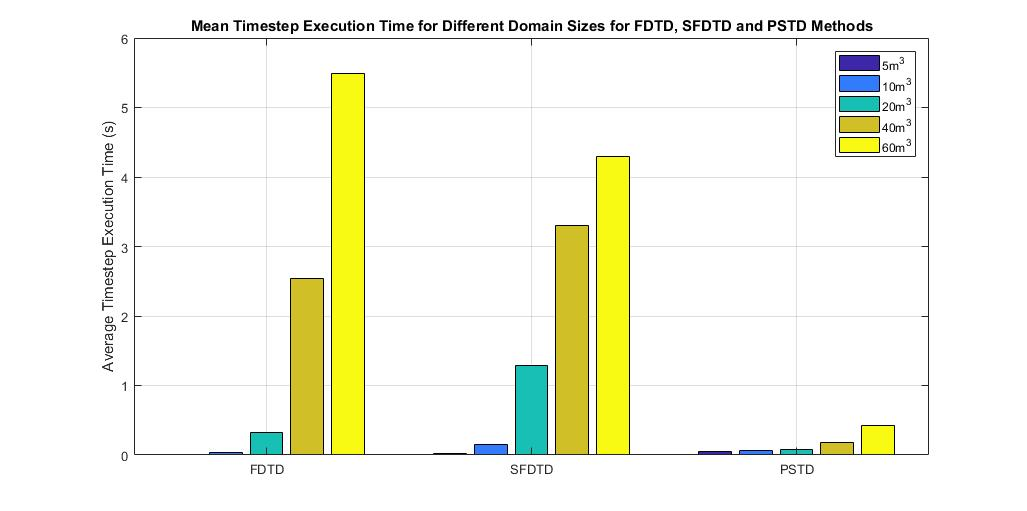 Mean Timestep Execution Time for Different Domain Sizes for FDTD, SFDTD and PSTD Methods
Average Timestep Execution Time (s)
6
5
4
3
2
1
0
FDTD
SFDTD
PSTD
5m³
10m³
20m³
40m³
60m³